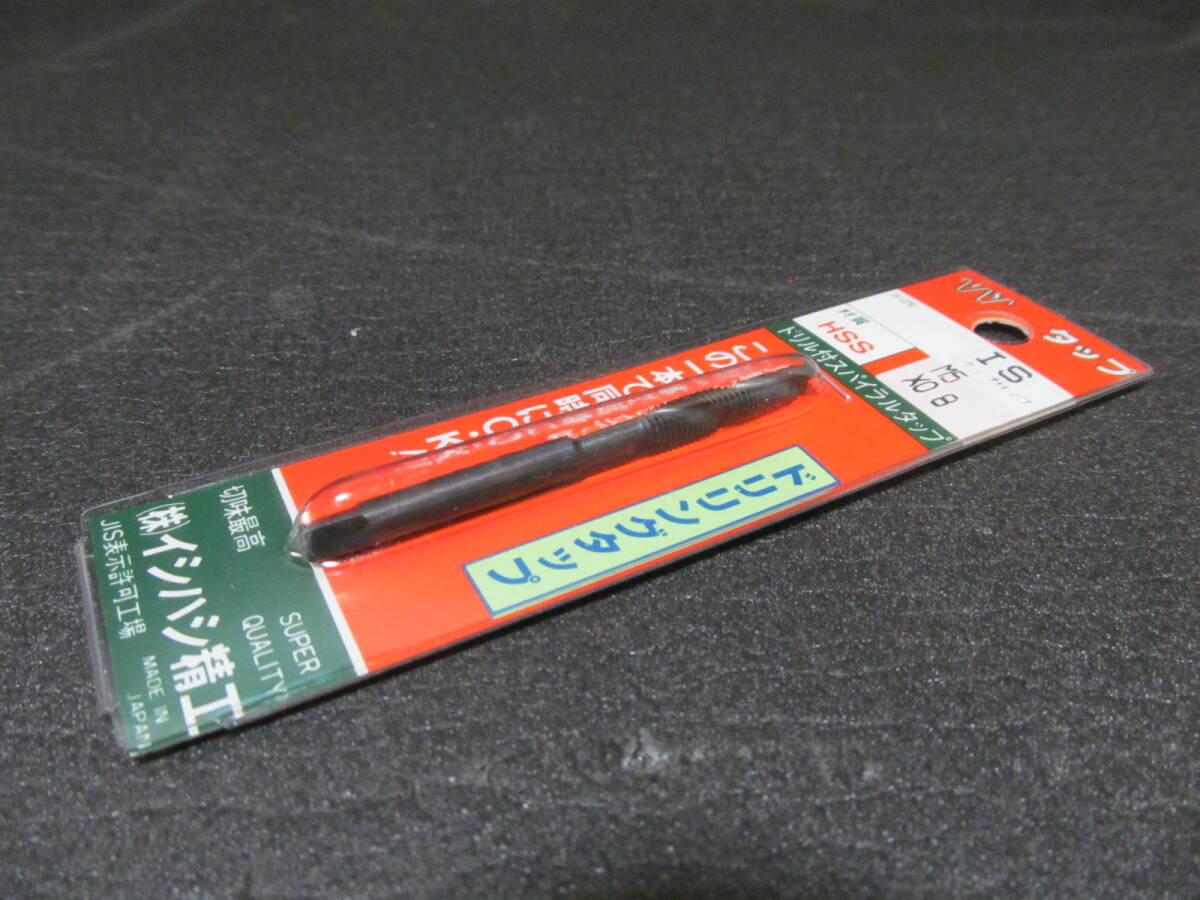 タップ
IS
M5
X0.8
SIZE
材質
HSS
ドリル付スパイラルタップ
ドリリングタップ
切味最高
SUPER
QUALITY
(株)イシハシ精工
JIS表示許可工場
MADE IN
JAPAN